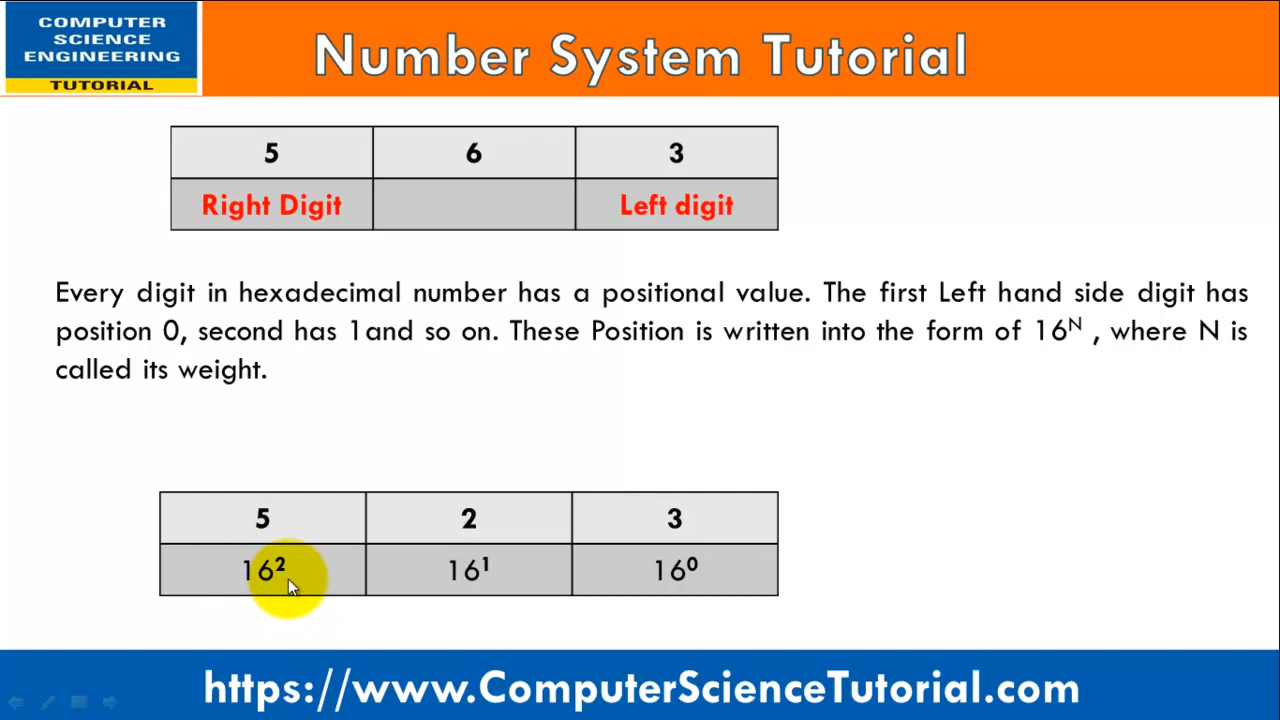 COMPUTER
SCIENCE
ENGINEERING
TUTORIAL
Number System Tutorial
5 6 3
Right Digit Left digit
Every digit in hexadecimal number has a positional value. The first Left hand side digit has
position 0, second has 1and so on. These Position is written into the form of 16ᴺ , where N is
called its weight.
5 2 3
16² 16¹ 16⁰
https://www.ComputerScienceTutorial.com